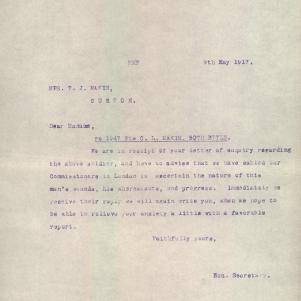 9th May 1917.
MRS. T. J. MAKIN,
CURTON.
Dear Madam,
re 1947 Pte C. L. MAKIN, 50TH BTTN.
We are in receipt of your letter of enquiry regarding
the above soldier, and have to advise that we have cabled our
Commissioners in London to ascertain the nature of this
man's wounds, his whereabouts, and progress. Immediately we
receive their reply we will again write you, when we hope to
be able to relieve your anxiety a little with a favorable
report.
Faithfully yours,
Hon. Secretary.